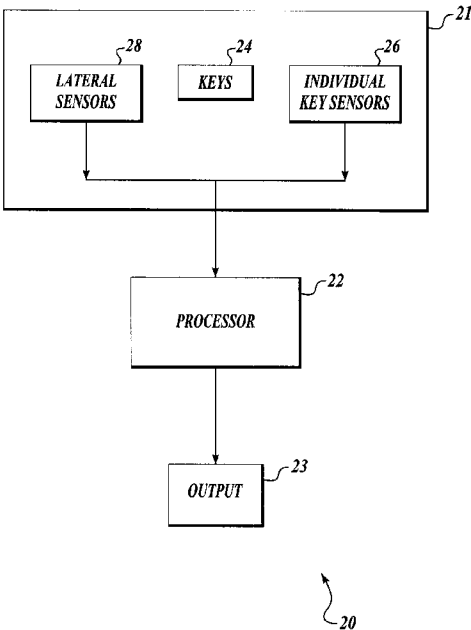 21
28
24
26
LATERAL
SENSORS
KEYS
INDIVIDUAL
KEY SENSORS
22
PROCESSOR
23
OUTPUT
20